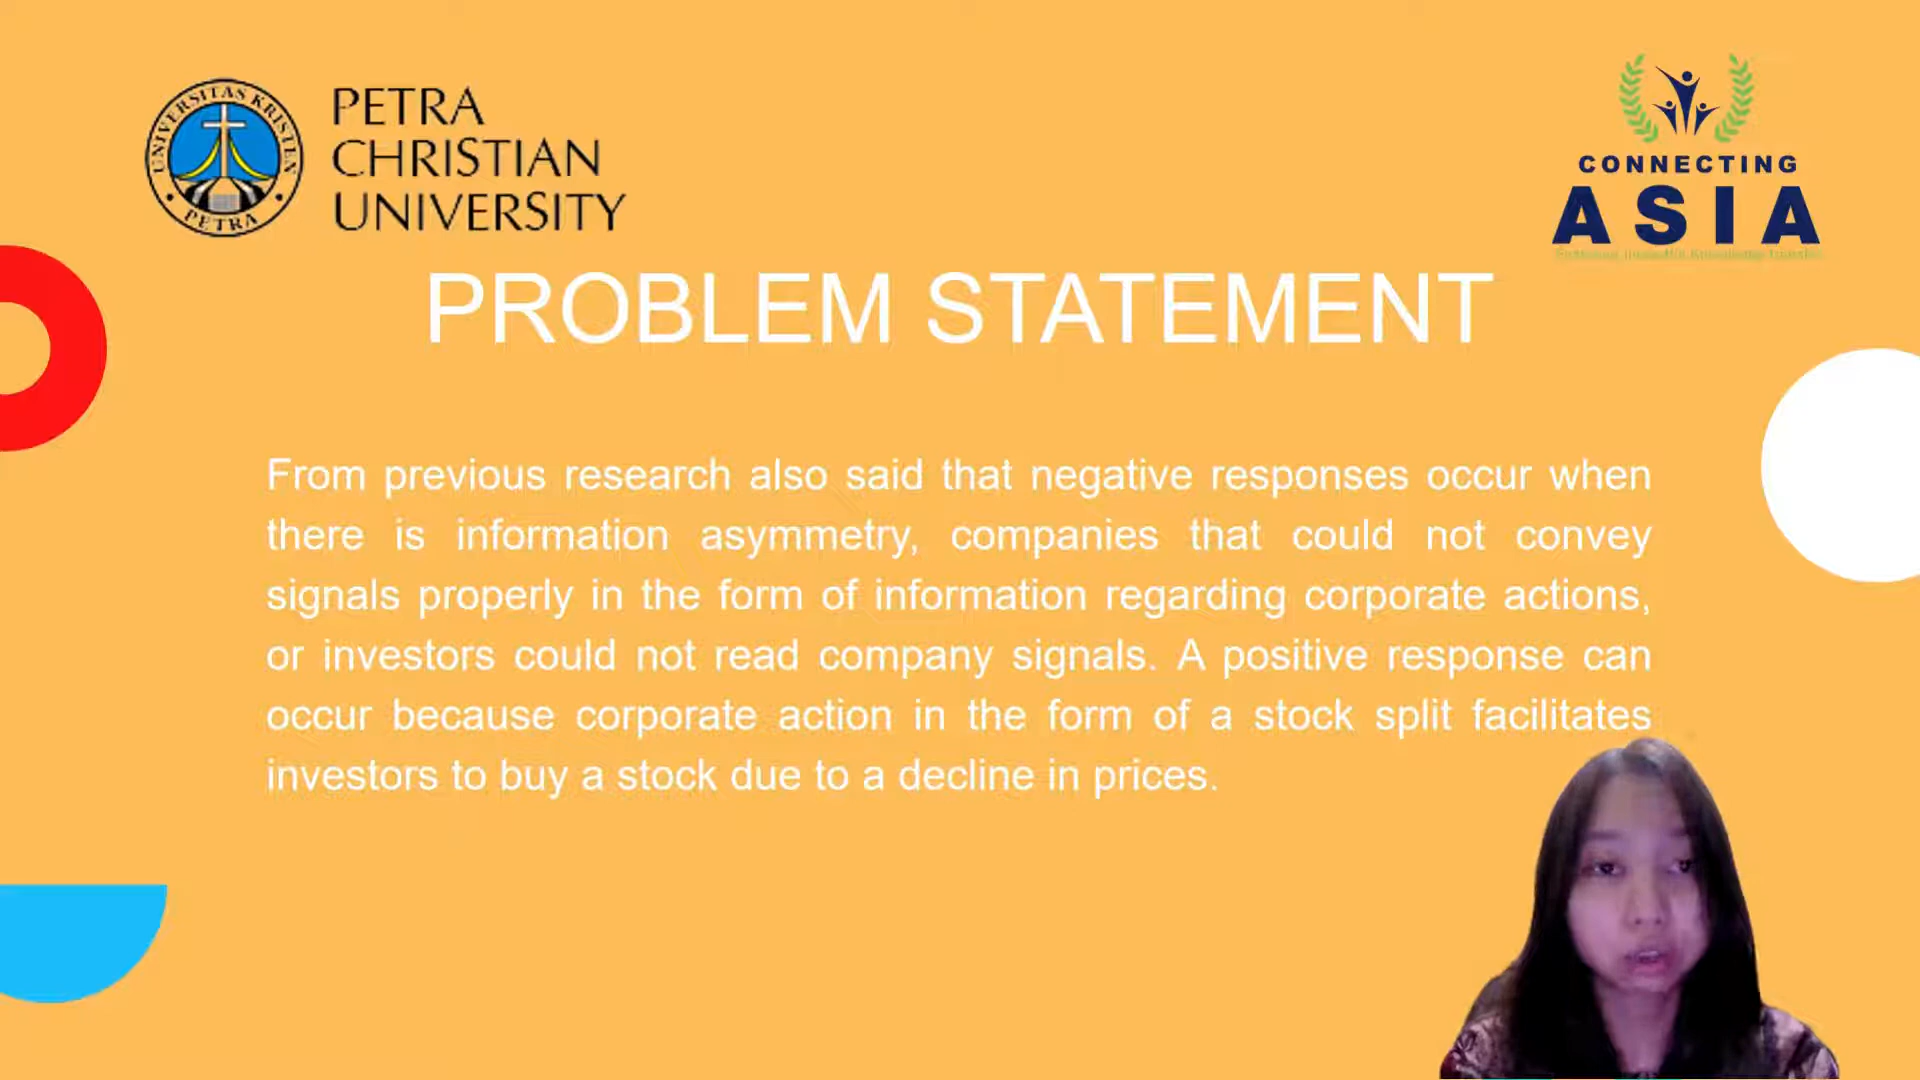 UNIVERSITAS KRISTEN
PETRA
PETRA
CHRISTIAN
UNIVERSITY
CONNECTING
ASIA
PROBLEM STATEMENT
From previous research also said that negative responses occur when
there is information asymmetry, companies that could not convey
signals properly in the form of information regarding corporate actions,
or investors could not read company signals. A positive response can
occur because corporate action in the form of a stock split facilitates
investors to buy a stock due to a decline in prices.